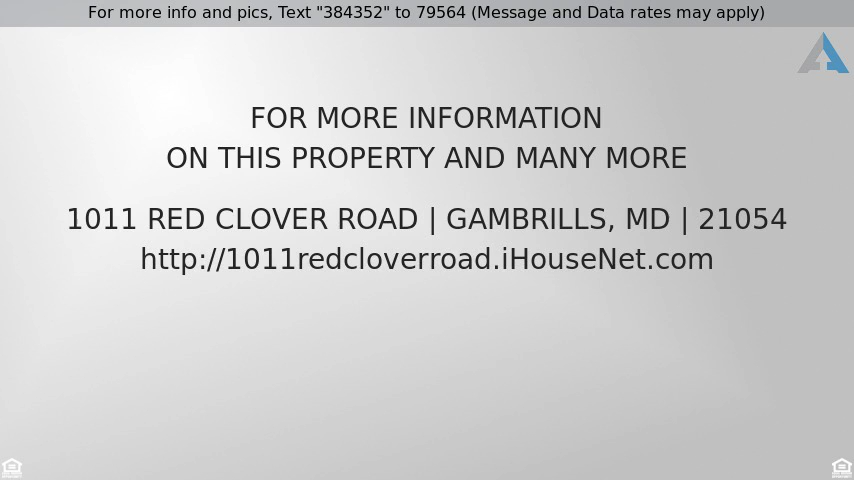 For more info and pics, Text "384352" to 79564 (Message and Data rates may apply)
FOR MORE INFORMATION
ON THIS PROPERTY AND MANY MORE
1011 RED CLOVER ROAD | GAMBRILLS, MD | 21054
http://1011redcloverroad.iHouseNet.com